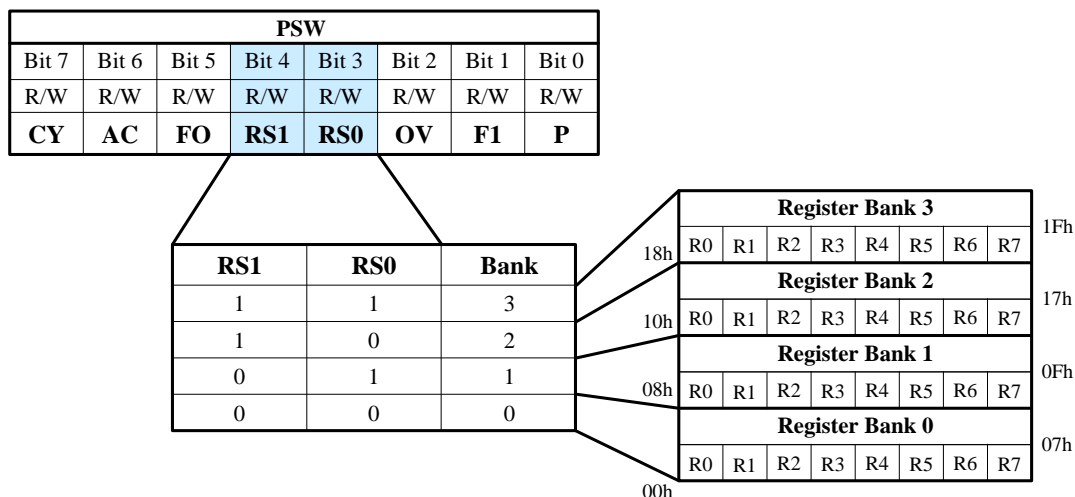 PSW
Bit 7 Bit 6 Bit 5 Bit 4 Bit 3 Bit 2 Bit 1 Bit 0
R/W R/W R/W R/W R/W R/W R/W R/W
CY AC FO RS1 RS0 OV F1 P
RS1 RS0 Bank
1 1 3
1 0 2
0 1 1
0 0 0
Register Bank 3
1Fh
18h R0 R1 R2 R3 R4 R5 R6 R7
Register Bank 2
17h
10h R0 R1 R2 R3 R4 R5 R6 R7
Register Bank 1
0Fh
08h R0 R1 R2 R3 R4 R5 R6 R7
Register Bank 0
07h
R0 R1 R2 R3 R4 R5 R6 R7
00h